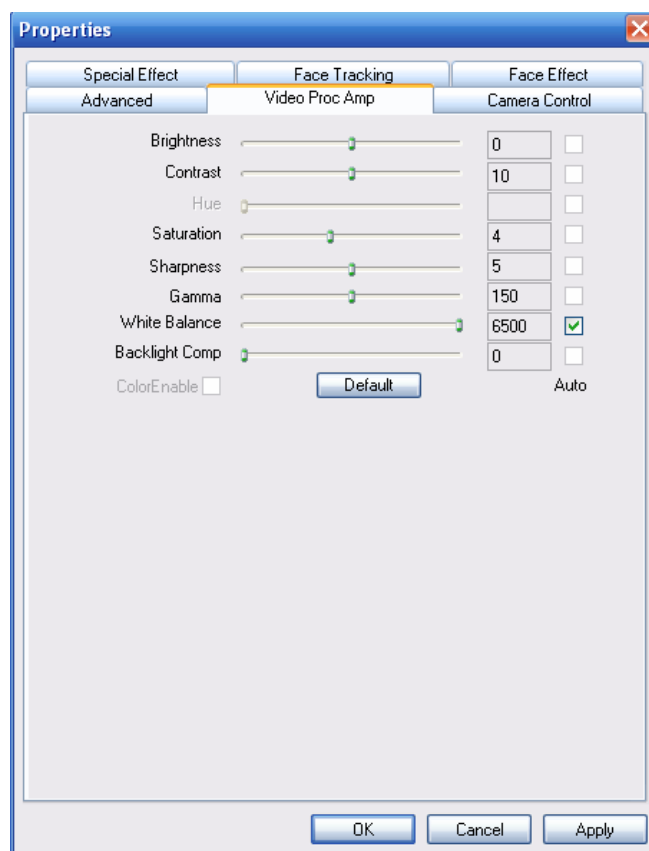 Properties
Special Effect Face Tracking Face Effect
Advanced Video Proc Amp Camera Control
Brightness 0
Contrast 10
Hue
Saturation 4
Sharpness 5
Gamma 150
White Balance 6500
Backlight Comp 0
ColorEnable Default Auto
OK Cancel Apply